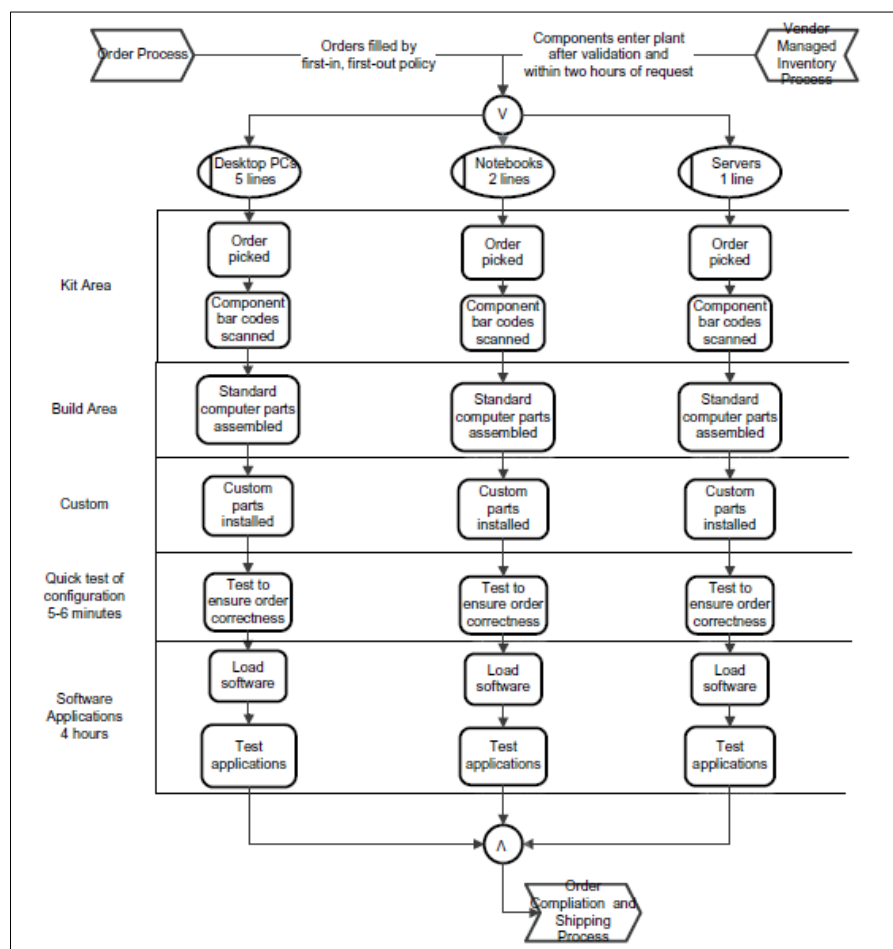 Order Process
Orders filled by
first-in, first-out policy
Components enter plant
after validation and
within two hours of request
Vendor
Managed
Inventory
Process
V
Desktop PCs
5 lines
Notebooks
2 lines
Servers
1 line
Kit Area
Order
picked
Order
picked
Order
picked
Component
bar codes
scanned
Component
bar codes
scanned
Component
bar codes
scanned
Build Area
Standard
computer parts
assembled
Standard
computer parts
assembled
Standard
computer parts
assembled
Custom
Custom
parts
installed
Custom
parts
installed
Custom
parts
installed
Quick test of
configuration
5-6 minutes
Test to
ensure order
correctness
Test to
ensure order
correctness
Test to
ensure order
correctness
Software
Applications
4 hours
Load
software
Load
software
Load
software
Test
applications
Test
applications
Test
applications
Λ
Order
Compliation and
Shipping
Process